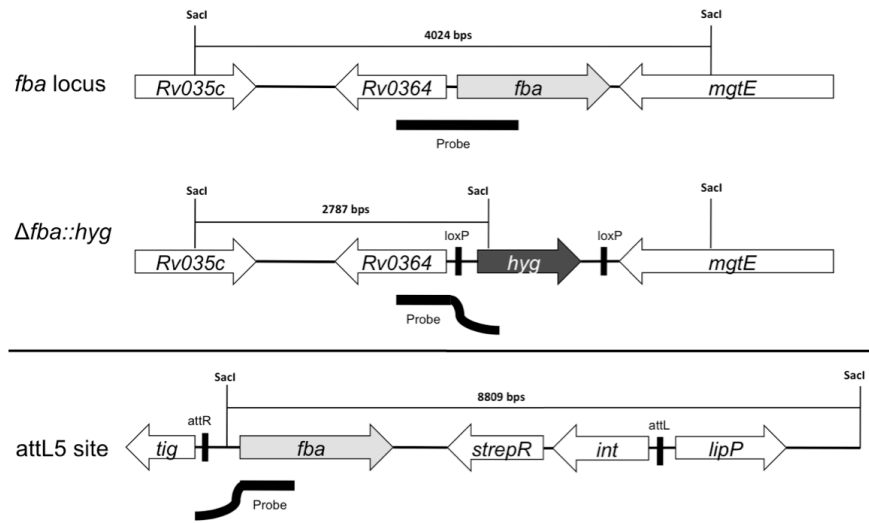 SacI SacI
4024 bps
fba locus
Rv035c Rv0364 fba mgtE
Probe
SacI SacI SacI
2787 bps
Δfba::hyg
loxP loxP
Rv035c Rv0364 hyg mgtE
Probe
SacI SacI
8809 bps
attR attL
attL5 site
tig fba strepR int lipP
Probe